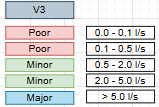 V3
Poor 0.0 - 0.1 l/s
Poor 0.1 - 0.5 l/s
Minor 0.5 - 2.0 l/s
Minor 2.0 - 5.0 l/s
Major > 5.0 l/s